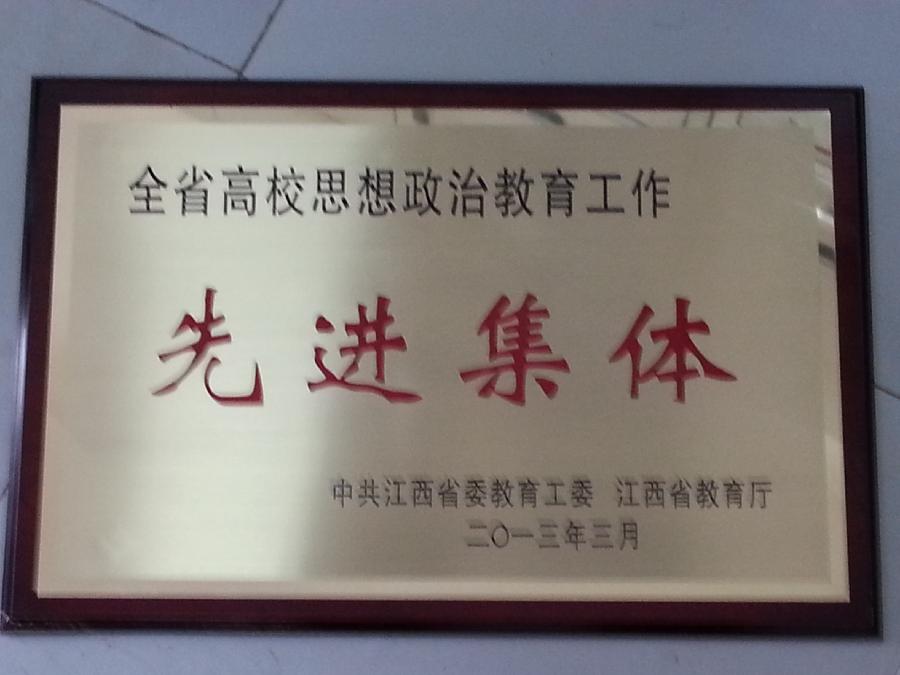 全省高校思想政治教育工作
先进集体
中共江西省委教育工委 江西省教育厅
二〇一三年三月